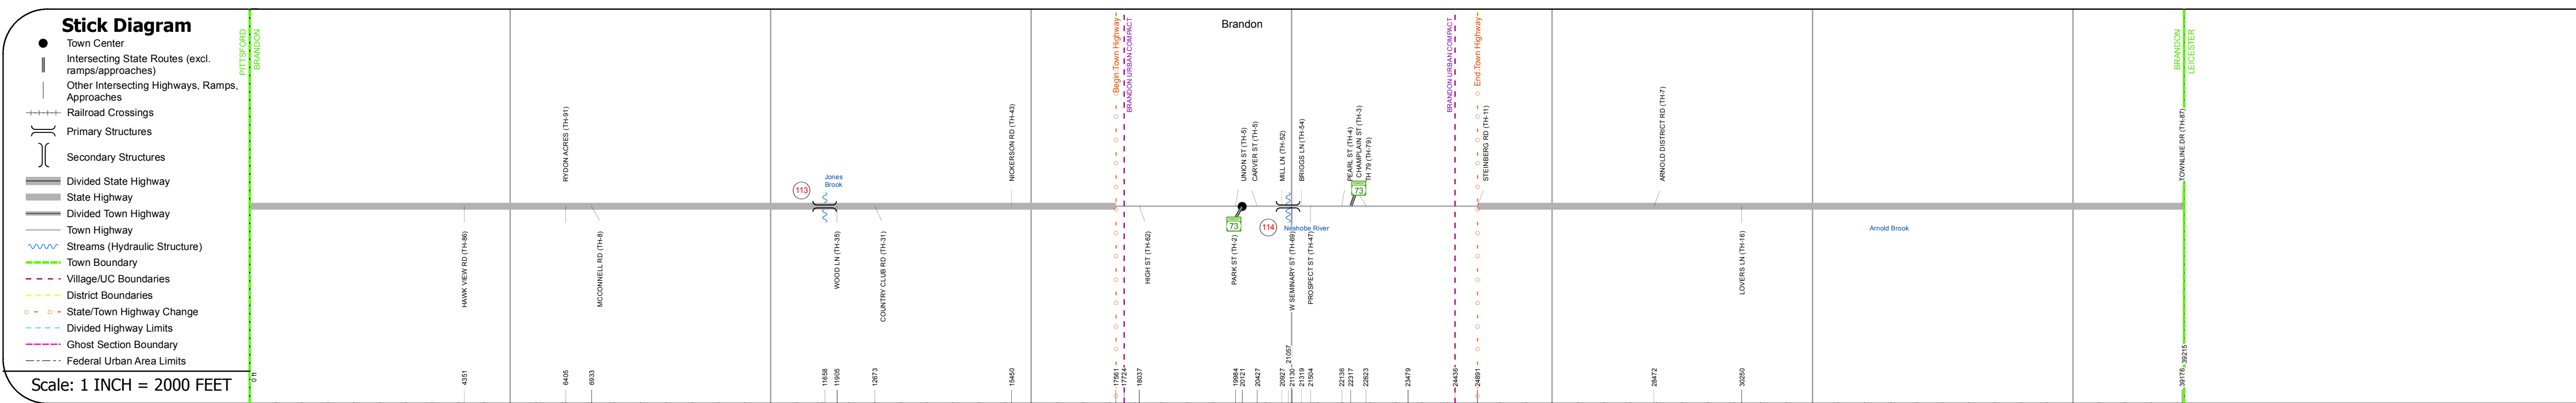 Stick Diagram
Town Center
Intersecting State Routes (excl.
ramps/approaches)
Other Intersecting Highways, Ramps,
Approaches
Railroad Crossings
Primary Structures
Secondary Structures
Divided State Highway
State Highway
Divided Town Highway
Town Highway
Streams (Hydraulic Structure)
Town Boundary
Village/UC Boundaries
District Boundaries
State/Town Highway Change
Divided Highway Limits
Ghost Section Boundary
Federal Urban Area Limits
Scale: 1 INCH = 2000 FEET
PITTSFORD
BRANDON
Brandon
Begin Town Highway
BRANDON URBAN COMPACT
BRANDON URBAN COMPACT
End Town Highway
BRANDON
LEICESTER
RYDON ACRES (TH-91)
NICKERSON RD (TH-43)
UNION ST (TH-5)
CARVER ST (TH-5)
MILL LN (TH-52)
BRIGGS LN (TH-54)
PEARL ST (TH-4)
CHAMPLAIN ST (TH-3)
TH 79 (TH-79)
STEINBERG RD (TH-11)
ARNOLD DISTRICT RD (TH-7)
TOWNLINE DR (TH-87)
113
Jones
Brook
73
73
114
Neshobe River
Arnold Brook
HAWK VIEW RD (TH-86)
MCCONNELL RD (TH-8)
WOOD LN (TH-35)
COUNTRY CLUB RD (TH-31)
HIGH ST (TH-62)
PARK ST (TH-2)
W SEMINARY ST (TH-69)
PROSPECT ST (TH-47)
LOVERS LN (TH-16)
0 ft
4351
6405
6933
11658
11905
12673
15450
17561
17724
18037
19984
20121
20427
20927
21057
21130
21319
21504
22136
22317
22623
23479
24436
24891
28472
30250
39176
39215